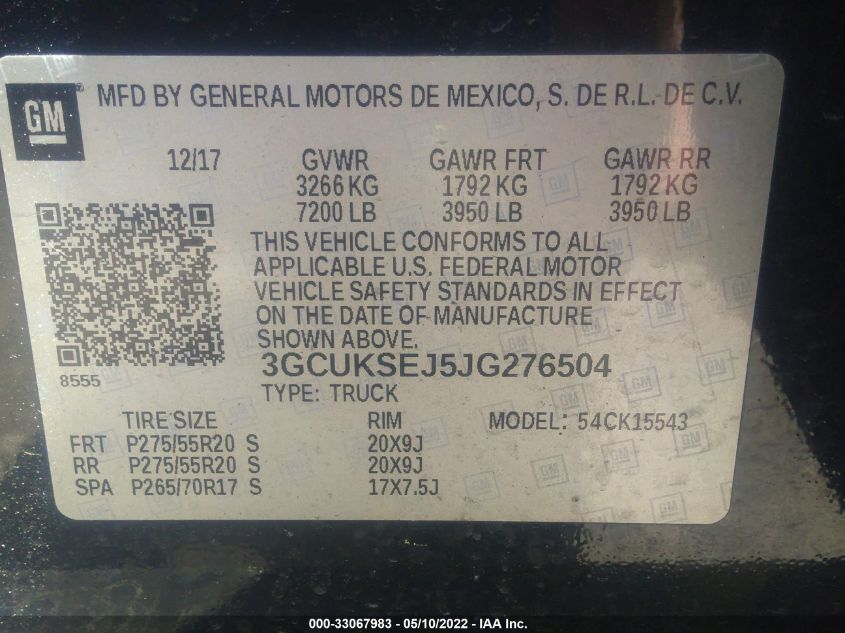 GM ® MFD BY GENERAL MOTORS DE MEXICO, S. DE R.L. DE C.V.
12/17 GVWR GAWR FRT GAWR RR
3266 KG 1792 KG 1792 KG
7200 LB 3950 LB 3950 LB
THIS VEHICLE CONFORMS TO ALL
APPLICABLE U.S. FEDERAL MOTOR
VEHICLE SAFETY STANDARDS IN EFFECT
ON THE DATE OF MANUFACTURE
SHOWN ABOVE.
3GCUKSEJ5JG276504
8555
TYPE: TRUCK
TIRE SIZE RIM MODEL: 54CK15543
FRT P275/55R20 S 20X9J
RR P275/55R20 S 20X9J
SPA P265/70R17 S 17X7.5J
000-33067983 - 05/10/2022 - IAA Inc.